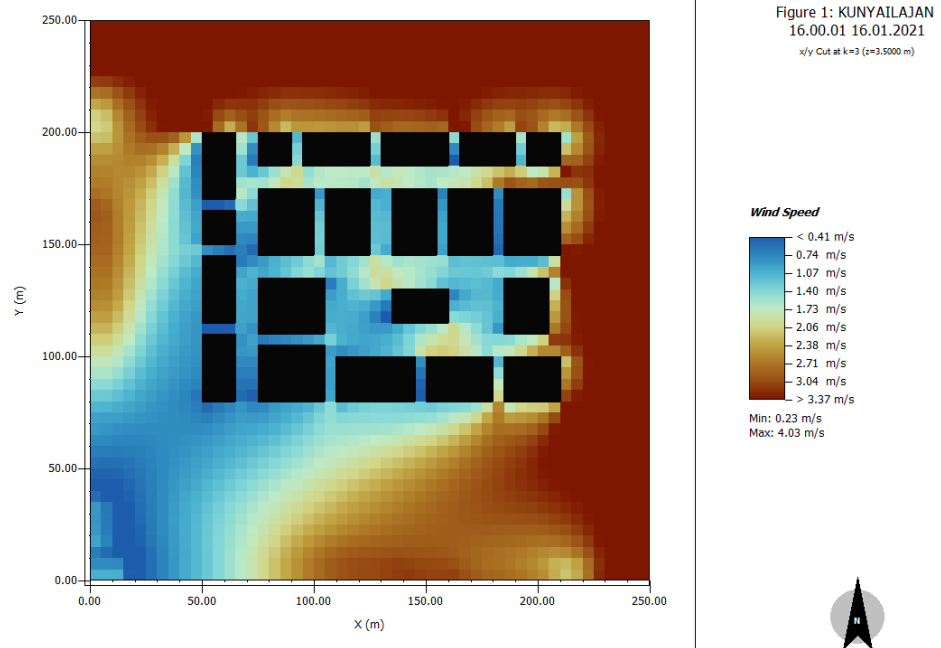 Figure 1: KUNYAILAJAN
16.00.01 16.01.2021
x/y Cut at k=3 (z=3.5000 m)
250.00
200.00
150.00
100.00
50.00
0.00
Y (m)
0.00 50.00 100.00 150.00 200.00 250.00
X (m)
Wind Speed
< 0.41 m/s
0.74 m/s
1.07 m/s
1.40 m/s
1.73 m/s
2.06 m/s
2.38 m/s
2.71 m/s
3.04 m/s
> 3.37 m/s
Min: 0.23 m/s
Max: 4.03 m/s
N